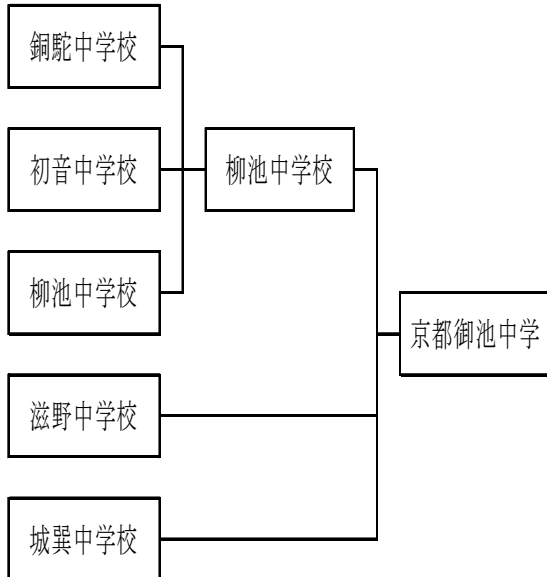 銅駝中学校
初音中学校
柳池中学校
柳池中学校
京都御池中学
滋野中学校
城巽中学校